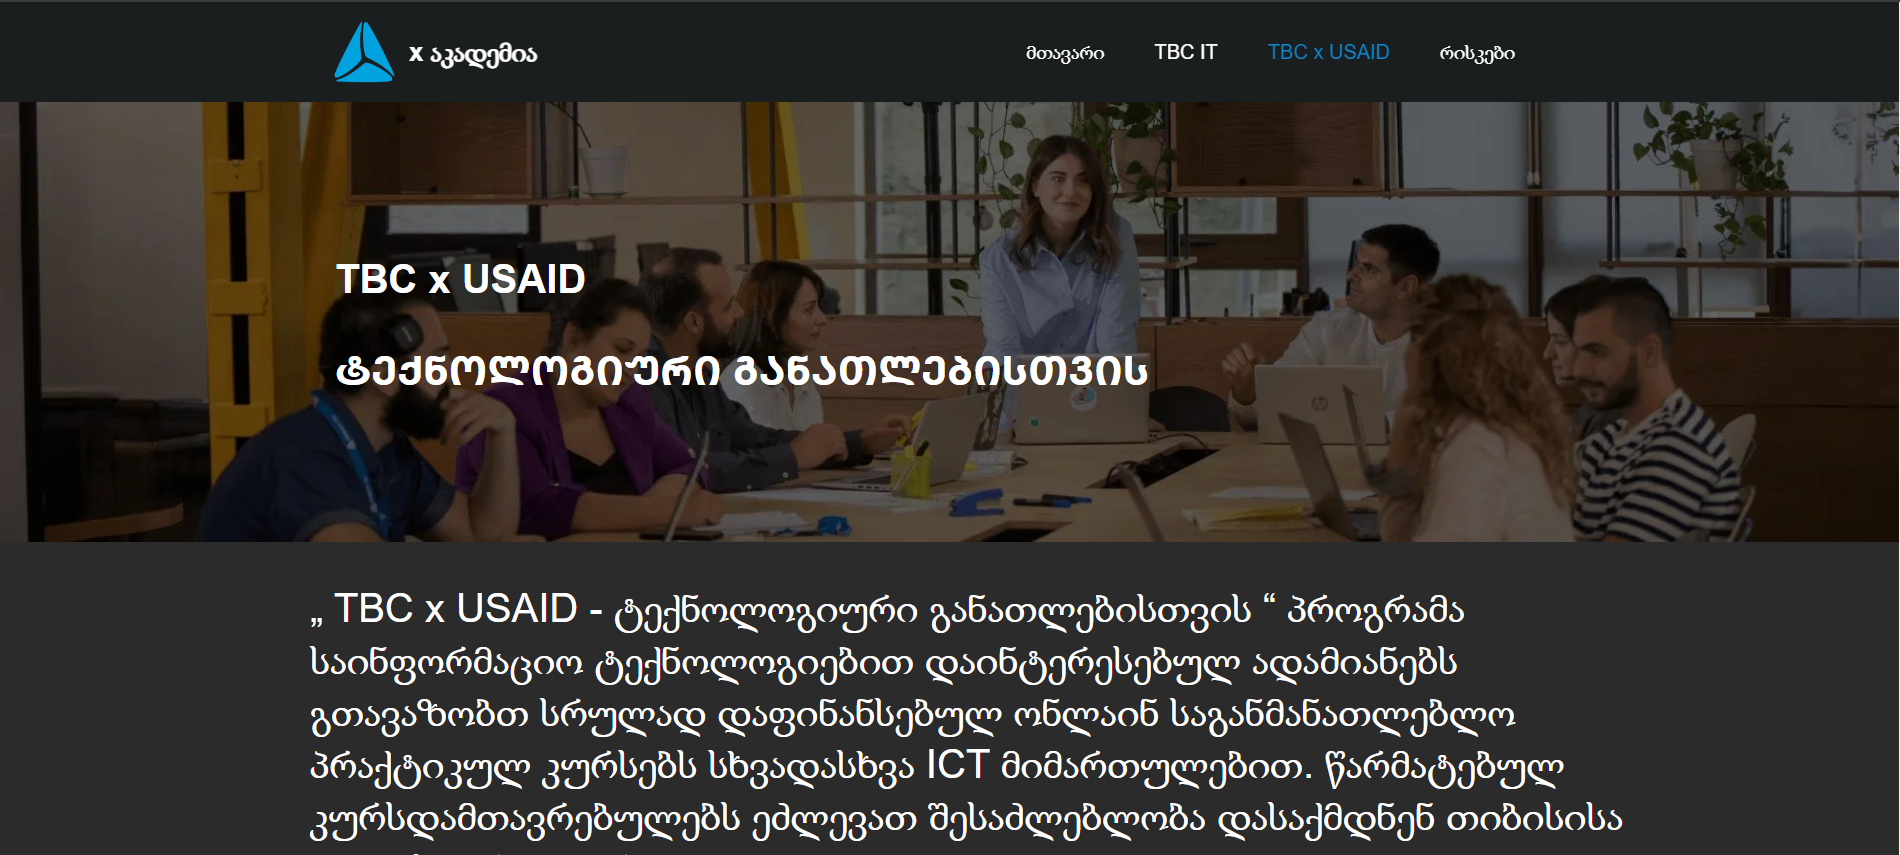 x აკადემია
მთავარი
TBC IT
TBC x USAID
რისკები
TBC x USAID
ტექნოლოგიური განათლებისთვის
„ TBC x USAID - ტექნოლოგიური განათლებისთვის “ პროგრამა
საინფორმაციო ტექნოლოგიებით დაინტერესებულ ადამიანებს
გთავაზობთ სრულად დაფინანსებულ ონლაინ საგანმანათლებლო
პრაქტიკულ კურსებს სხვადასხვა ICT მიმართულებით. წარმატებულ
კურსდამთავრებულებს ეძლევათ შესაძლებლობა დასაქმდნენ თიბისისა